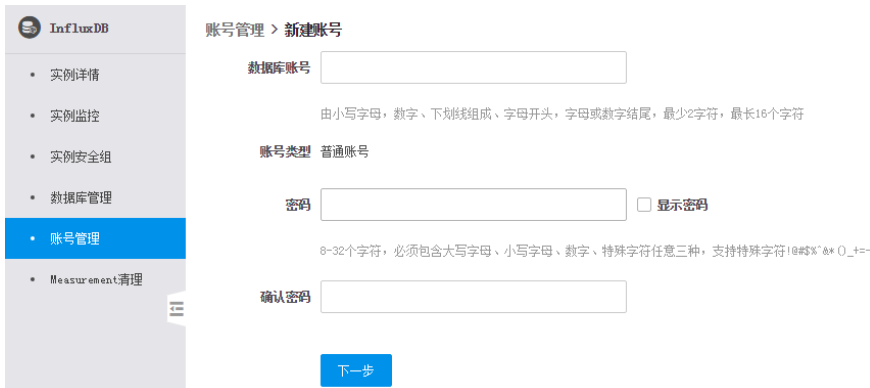 InfluxDB
实例详情
实例监控
实例安全组
数据库管理
账号管理
Measurement清理
账号管理 > 新建账号
数据库账号
由小写字母，数字、下划线组成、字母开头，字母或数字结尾，最少2字符，最长16个字符
账号类型 普通账号
密码 显示密码
8-32个字符，必须包含大写字母、小写字母、数字、特殊字符任意三种，支持特殊字符!@#$%^&*()_+=-
确认密码
下一步